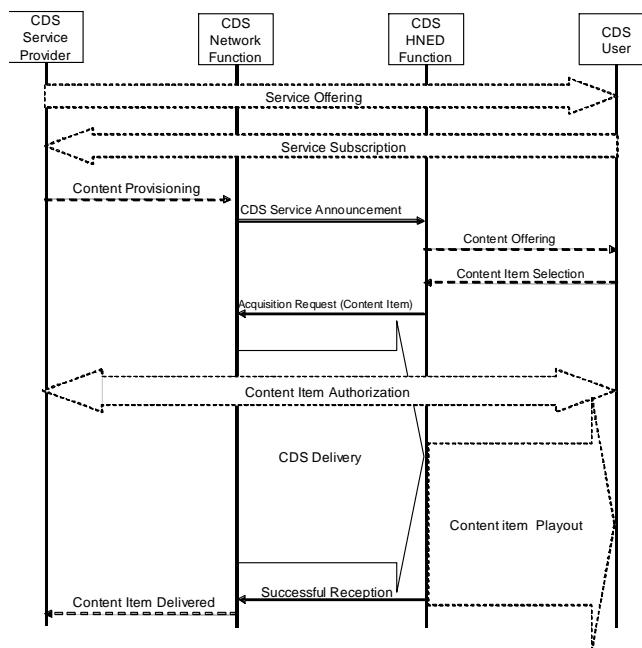 CDS
Service
Provider
CDS
Network
Function
CDS
HNED
Function
CDS
User
Service Offering
Service Subscription
Content Provisioning
CDS Service Announcement
Content Offering
Content Item Selection
Acquisition Request (Content Item)
Content Item Authorization
CDS Delivery
Content item Playout
Successful Reception
Content Item Delivered